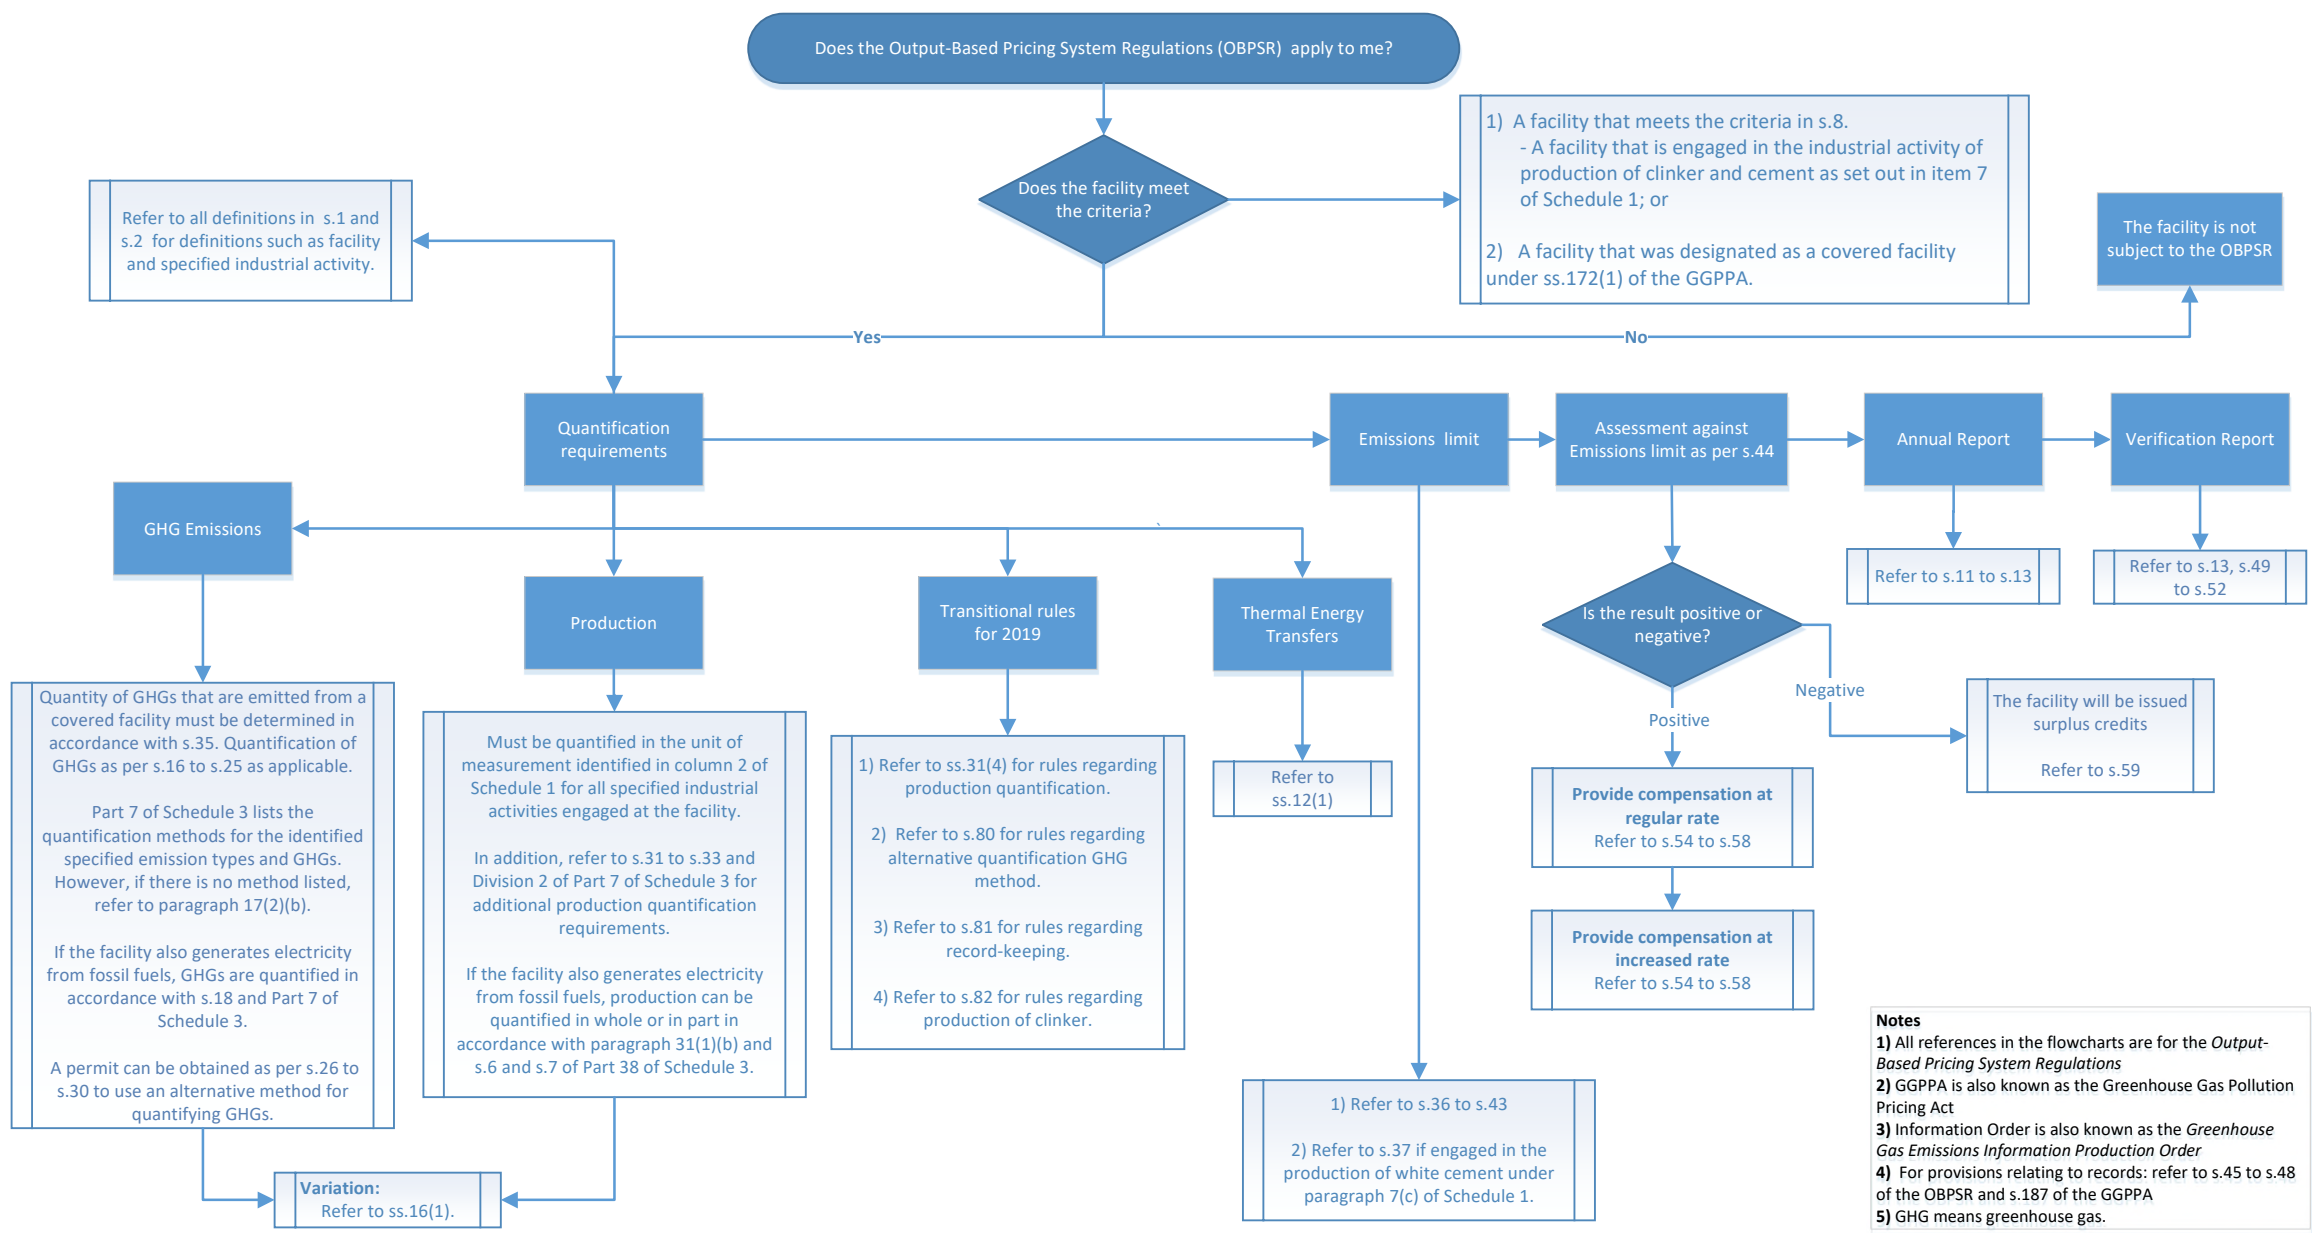 Does the Output-Based Pricing System Regulations (OBPSR)  apply to me?
Does the facility meet
the criteria?
1)  A facility that meets the criteria in s.8.
- A facility that is engaged in the industrial activity of
production of clinker and cement as set out in item 7
of Schedule 1; or
2)   A facility that was designated as a covered facility
under ss.172(1) of the GGPPA.
Refer to all definitions in  s.1 and
s.2  for definitions such as facility
and specified industrial activity.
The facility is not
subject to the OBPSR
Yes
No
Quantification
requirements
Emissions  limit
Assessment against
Emissions limit as per s.44
Annual Report
Verification Report
GHG Emissions
Production
Transitional rules
for 2019
Thermal Energy
Transfers
`
Is the result positive or
negative?
Refer to s.11 to s.13
Refer to s.13, s.49
to s.52
Positive
Negative
Quantity of GHGs that are emitted from a
covered facility must be determined in
accordance with s.35. Quantification of
GHGs as per s.16 to s.25 as applicable.
Part 7 of Schedule 3 lists the
quantification methods for the identified
specified emission types and GHGs.
However, if there is no method listed,
refer to paragraph 17(2)(b).
If the facility also generates electricity
from fossil fuels, GHGs are quantified in
accordance with s.18 and Part 7 of
Schedule 3.
A permit can be obtained as per s.26 to
s.30 to use an alternative method for
quantifying GHGs.
Must be quantified in the unit of
measurement identified in column 2 of
Schedule 1 for all specified industrial
activities engaged at the facility.
In addition, refer to s.31 to s.33 and
Division 2 of Part 7 of Schedule 3 for
additional production quantification
requirements.
If the facility also generates electricity
from fossil fuels, production can be
quantified in whole or in part in
accordance with paragraph 31(1)(b) and
s.6 and s.7 of Part 38 of Schedule 3.
1) Refer to ss.31(4) for rules regarding
production quantification.
2)  Refer to s.80 for rules regarding
alternative quantification GHG
method.
3) Refer to s.81 for rules regarding
record-keeping.
4) Refer to s.82 for rules regarding
production of clinker.
Refer to
ss.12(1)
The facility will be issued
surplus credits
Refer to s.59
Provide compensation at
regular rate
Refer to s.54 to s.58
Provide compensation at
increased rate
Refer to s.54 to s.58
1) Refer to s.36 to s.43
2) Refer to s.37 if engaged in the
production of white cement under
paragraph 7(c) of Schedule 1.
Variation:
Refer to ss.16(1).
Notes
1) All references in the flowcharts are for the Output-
Based Pricing System Regulations
2) GGPPA is also known as the Greenhouse Gas Pollution
Pricing Act
3) Information Order is also known as the Greenhouse
Gas Emissions Information Production Order
4)  For provisions relating to records: refer to s.45 to s.48
of the OBPSR and s.187 of the GGPPA
5) GHG means greenhouse gas.